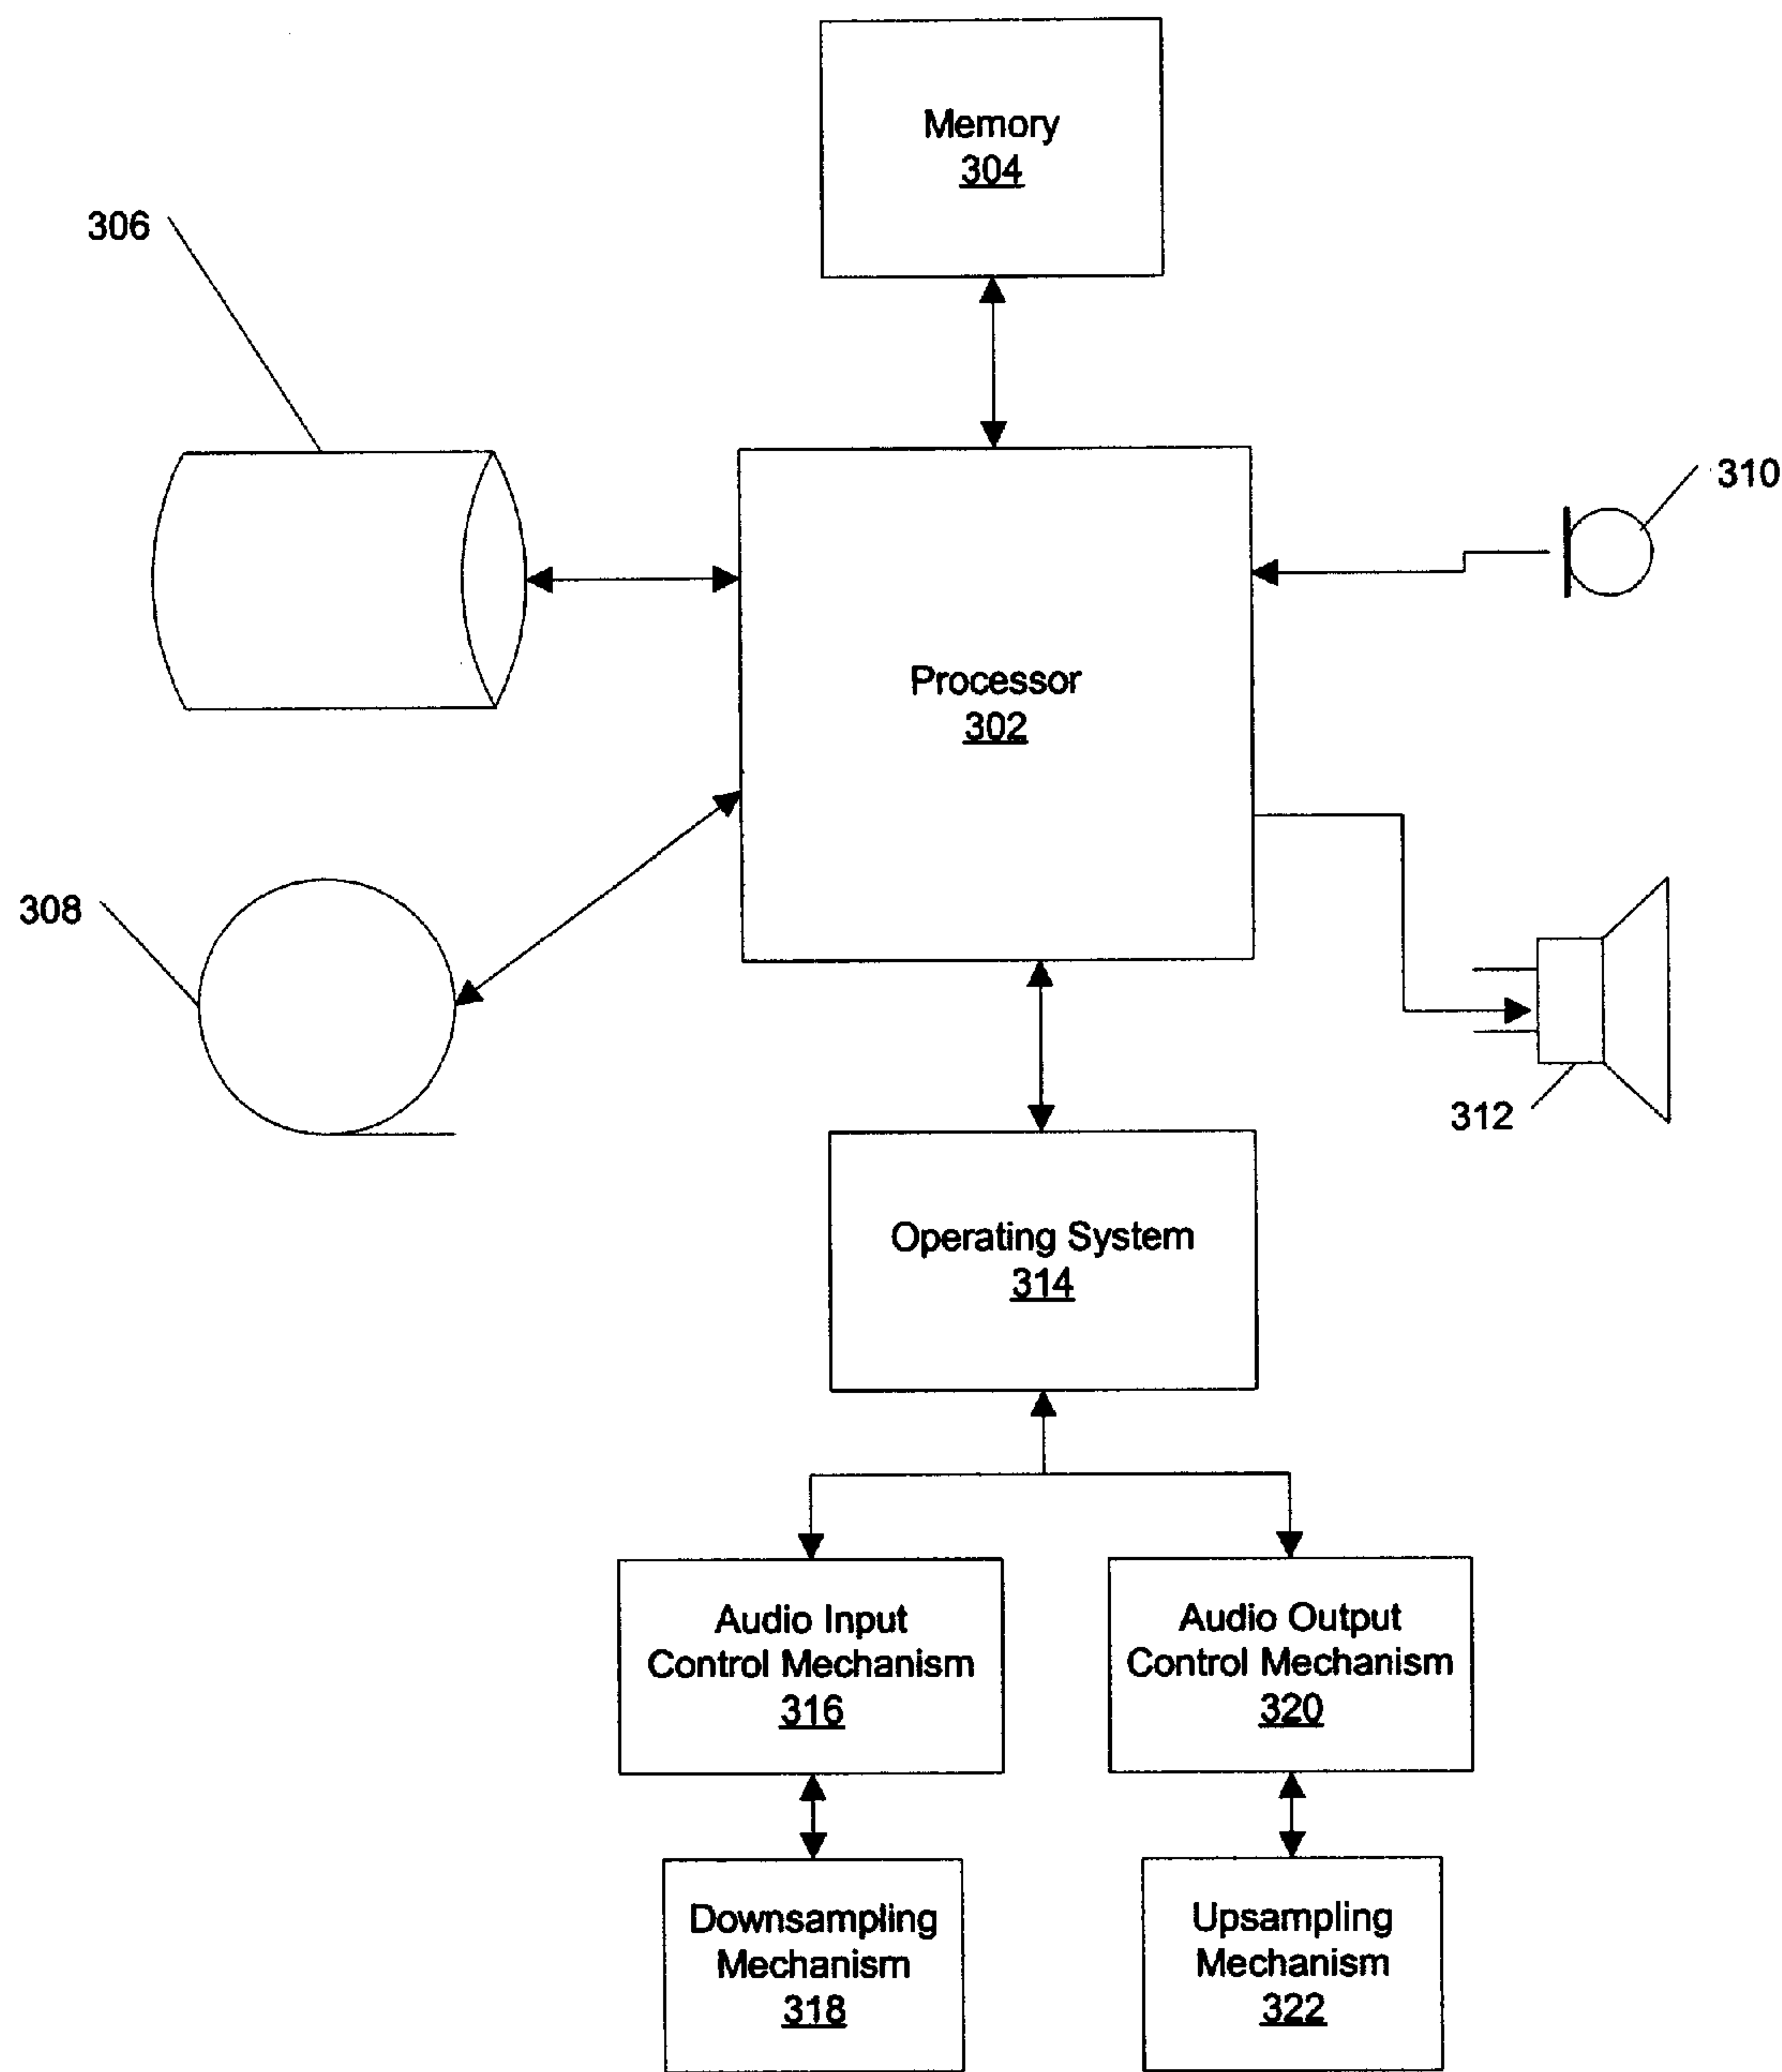 Memory
304
306
310
Processor
302
308
312
Operating System
314
Audio Input
Control Mechanism
316
Audio Output
Control Mechanism
320
Downsampling
Mechanism
318
Upsampling
Mechanism
322